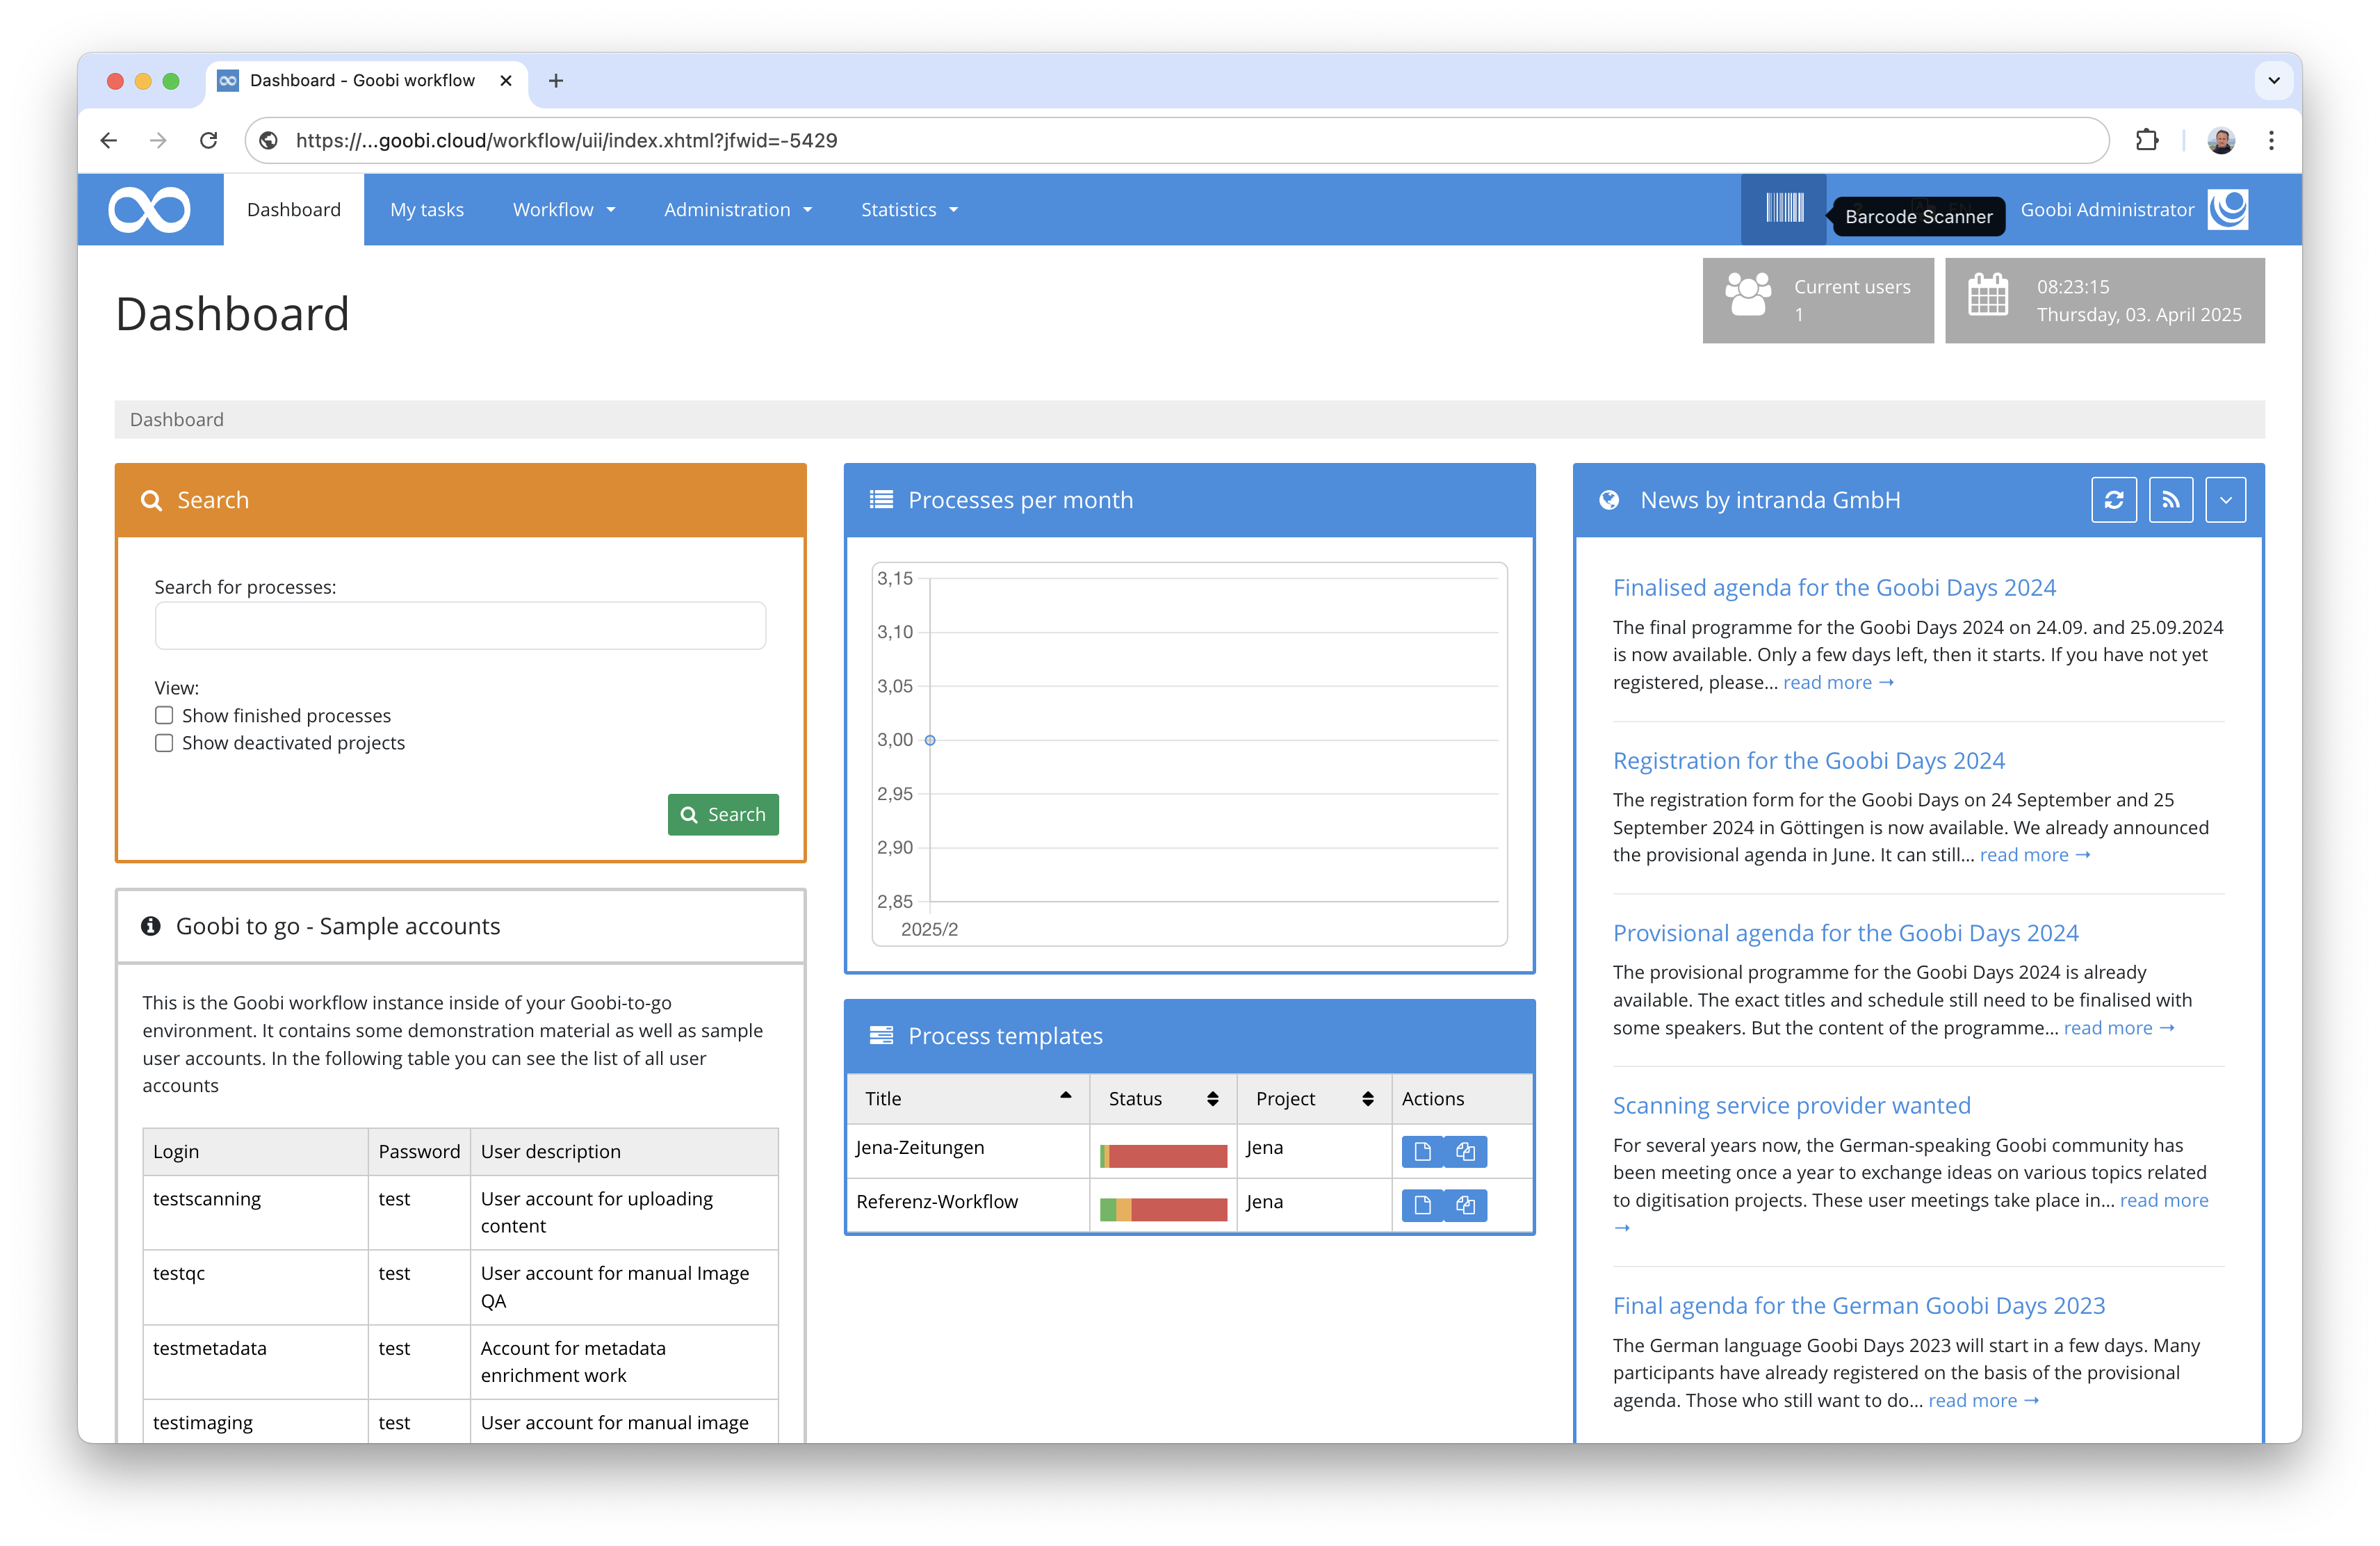 Dashboard - Goobi workflow
https://...goobi.cloud/workflow/uii/index.xhtml?jfwid=-5429
Dashboard
My tasks
Workflow
Administration
Statistics
Barcode Scanner
Goobi Administrator
Dashboard
Current users
1
08:23:15
Thursday, 03. April 2025
Dashboard
Search
Search for processes:
View:
Show finished processes
Show deactivated projects
Search
Goobi to go - Sample accounts
This is the Goobi workflow instance inside of your Goobi-to-go
environment. It contains some demonstration material as well as sample
user accounts. In the following table you can see the list of all user
accounts
Login Password User description
testscanning test User account for uploading
content
testqc test User account for manual Image
QA
testmetadata test Account for metadata
enrichment work
testimaging test User account for manual image
Processes per month
3,15
3,10
3,05
3,00
2,95
2,90
2,85
2025/2
Process templates
Title Status Project Actions
Jena-Zeitungen Jena
Referenz-Workflow Jena
News by intranda GmbH
Finalised agenda for the Goobi Days 2024
The final programme for the Goobi Days 2024 on 24.09. and 25.09.2024
is now available. Only a few days left, then it starts. If you have not yet
registered, please... read more →
Registration for the Goobi Days 2024
The registration form for the Goobi Days on 24 September and 25
September 2024 in Göttingen is now available. We already announced
the provisional agenda in June. It can still... read more →
Provisional agenda for the Goobi Days 2024
The provisional programme for the Goobi Days 2024 is already
available. The exact titles and schedule still need to be finalised with
some speakers. But the content of the programme... read more →
Scanning service provider wanted
For several years now, the German-speaking Goobi community has
been meeting once a year to exchange ideas on various topics related
to digitisation projects. These user meetings take place in... read more
→
Final agenda for the German Goobi Days 2023
The German language Goobi Days 2023 will start in a few days. Many
participants have already registered on the basis of the provisional
agenda. Those who still want to do... read more →